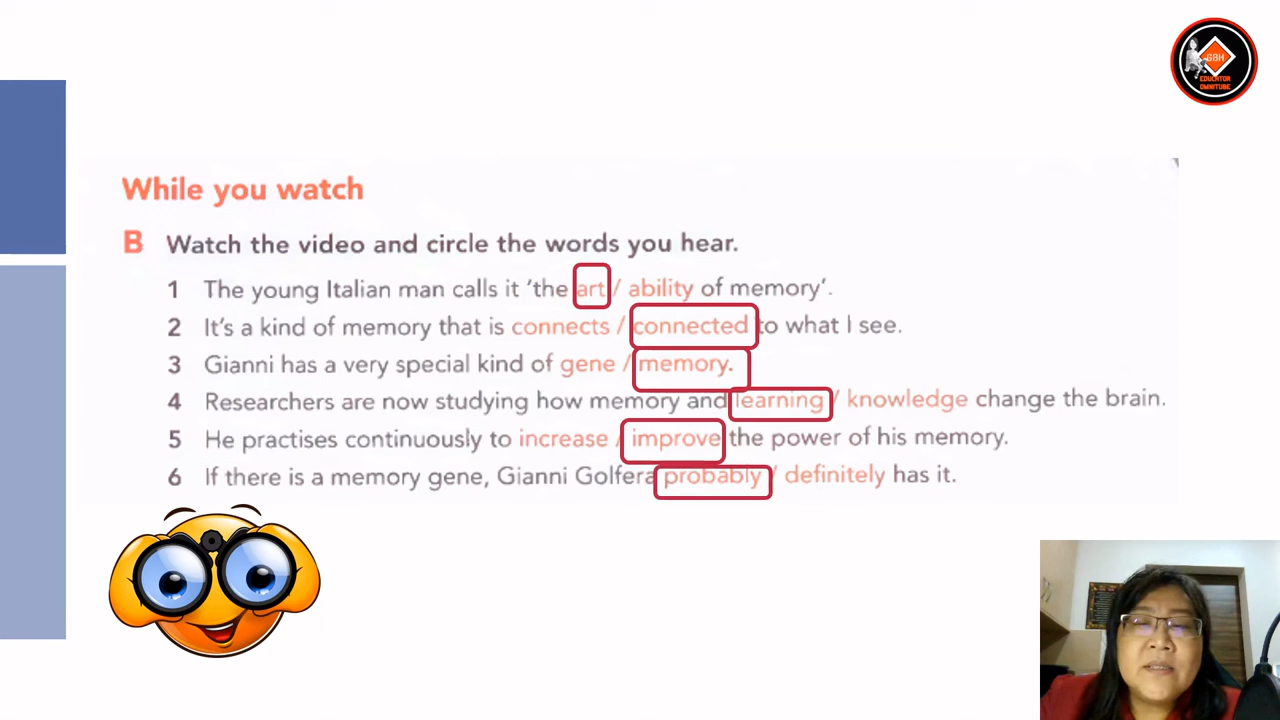 GBH
EDUCATOR
OMNITUBE
While you watch
B Watch the video and circle the words you hear.
1 The young Italian man calls it 'the art / ability of memory'.
2 It's a kind of memory that is connects / connected to what I see.
3 Gianni has a very special kind of gene / memory.
4 Researchers are now studying how memory and learning / knowledge change the brain.
5 He practises continuously to increase / improve the power of his memory.
6 If there is a memory gene, Gianni Golfera probably / definitely has it.